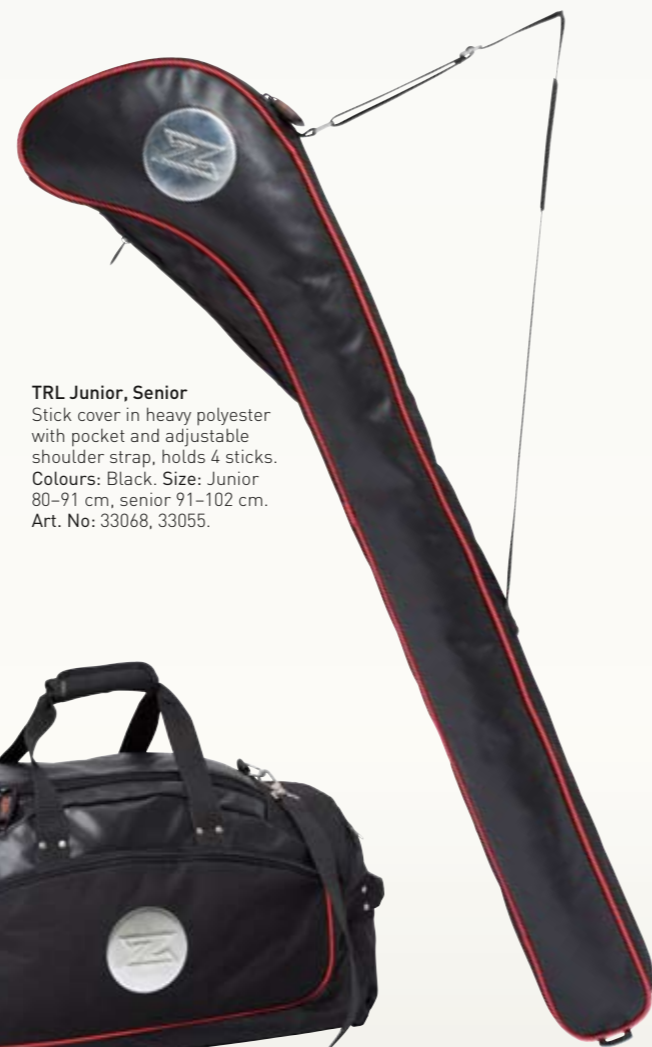 TRL Junior, Senior
Stick cover in heavy polyester
with pocket and adjustable
shoulder strap, holds 4 sticks.
Colours: Black. Size: Junior
80–91 cm, senior 91–102 cm.
Art. No: 33068, 33055.